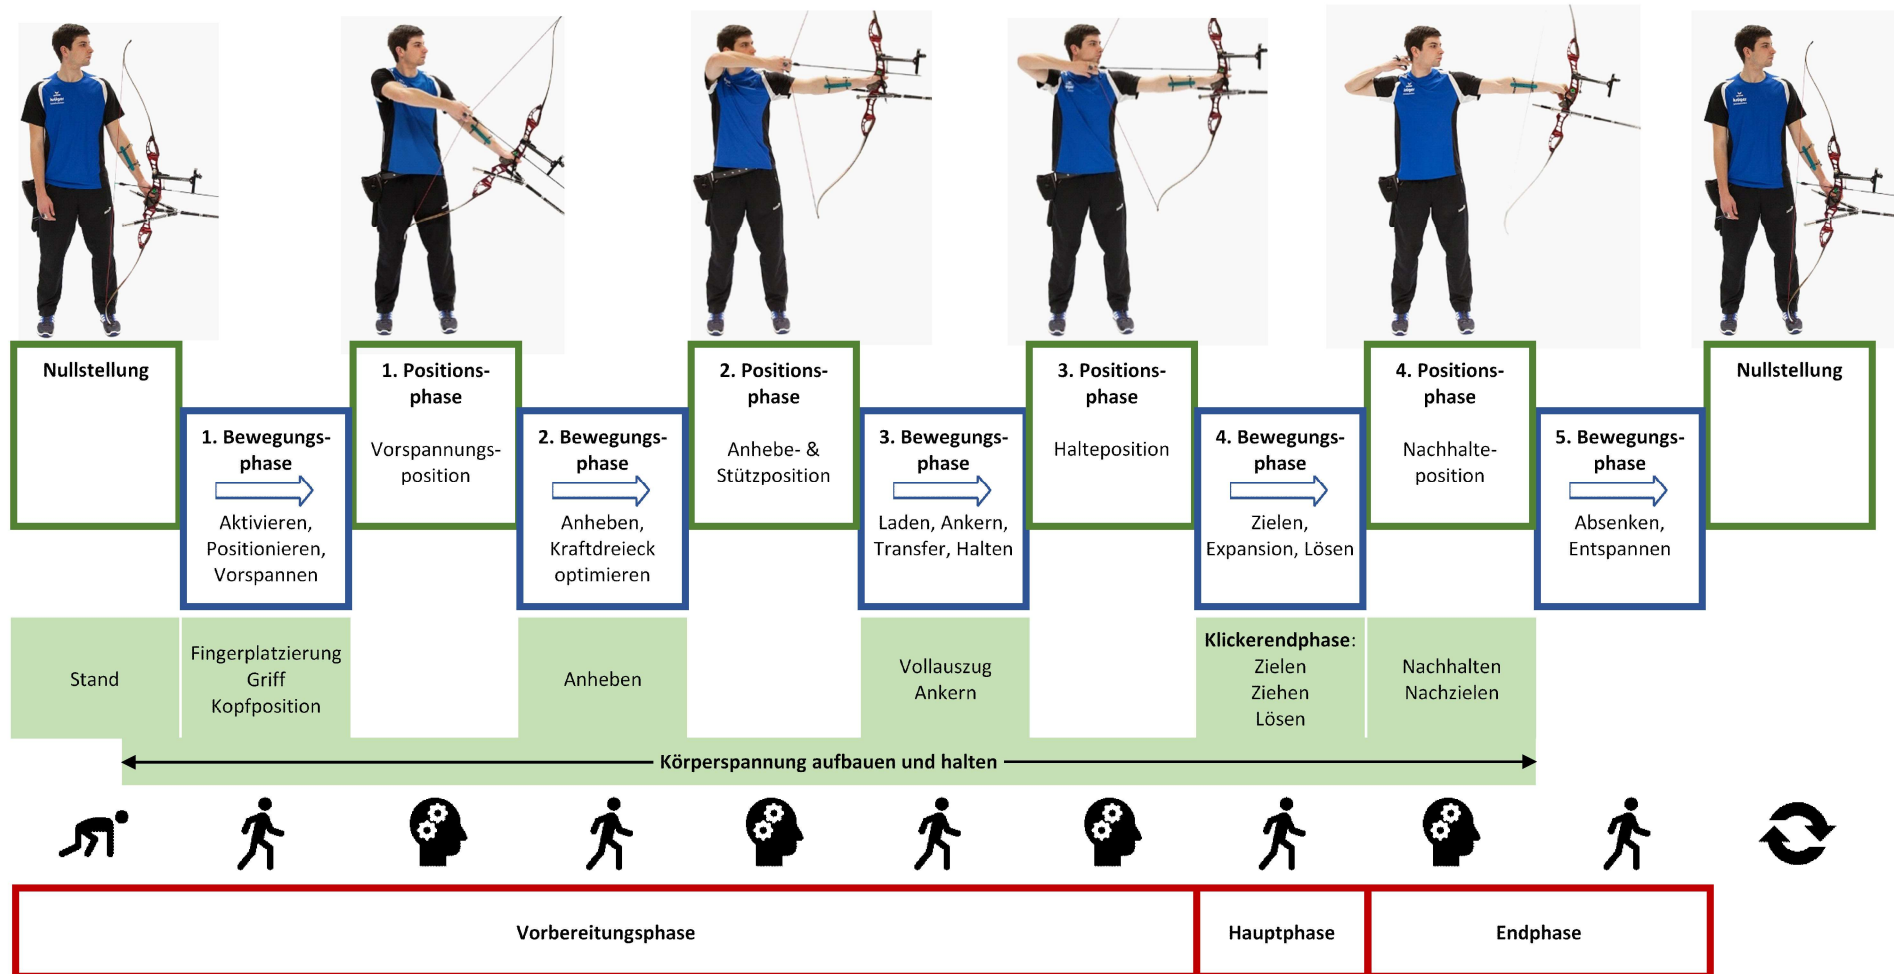 Nullstellung
1. Positions-
phase
Vorspannungs-
position
2. Positions-
phase
Anhebe- &
Stützposition
3. Positions-
phase
Halteposition
4. Positions-
phase
Nachhalte-
position
Nullstellung
1. Bewegungs-
phase
Aktivieren,
Positionieren,
Vorspannen
2. Bewegungs-
phase
Anheben,
Kraftdreieck
optimieren
3. Bewegungs-
phase
Laden, Ankern,
Transfer, Halten
4. Bewegungs-
phase
Zielen,
Expansion, Lösen
5. Bewegungs-
phase
Absenken,
Entspannen
Stand
Fingerplatzierung
Griff
Kopfposition
Anheben
Vollauszug
Ankern
Klickerendphase:
Zielen
Ziehen
Lösen
Nachhalten
Nachzielen
Körperspannung aufbauen und halten
Vorbereitungsphase
Hauptphase
Endphase